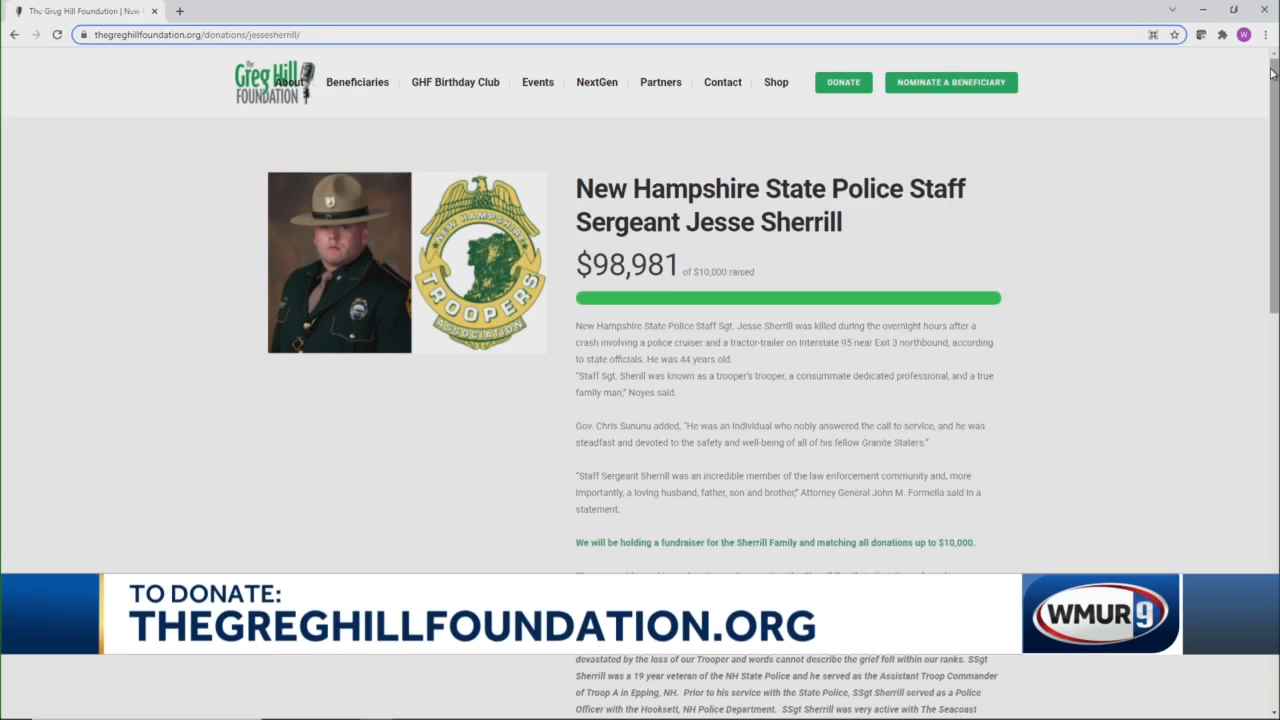 The Greg Hill Foundation | New
thegreghillfoundation.org/donations/jessesherrill/
W
The
Greg Hill
FOUNDATION
About
Beneficiaries
GHF Birthday Club
Events
NextGen
Partners
Contact
Shop
DONATE
NOMINATE A BENEFICIARY
NEW HAMPSHIRE
TROOPERS
ASSOCIATION
New Hampshire State Police Staff
Sergeant Jesse Sherrill
$98,981 of $10,000 raised
New Hampshire State Police Staff Sgt. Jesse Sherrill was killed during the overnight hours after a
crash involving a police cruiser and a tractor-trailer on Interstate 95 near Exit 3 northbound, according
to state officials. He was 44 years old.
“Staff Sgt. Sherill was known as a trooper’s trooper, a consummate dedicated professional, and a true
family man,” Noyes said.
Gov. Chris Sununu added, “He was an individual who nobly answered the call to service, and he was
steadfast and devoted to the safety and well-being of all of his fellow Granite Staters.”
“Staff Sergeant Sherrill was an incredible member of the law enforcement community and, more
importantly, a loving husband, father, son and brother,” Attorney General John M. Formella said in a
statement.
We will be holding a fundraiser for the Sherrill Family and matching all donations up to $10,000.
TO DONATE:
THEGREGHILLFOUNDATION.ORG
WMUR 9
devastated by the loss of our Trooper and words cannot describe the grief felt within our ranks. SSgt
Sherrill was a 19 year veteran of the NH State Police and he served as the Assistant Troop Commander
of Troop A in Epping, NH. Prior to his service with the State Police, SSgt Sherrill served as a Police
Officer with the Hooksett, NH Police Department. SSgt Sherrill was very active with The Seacoast